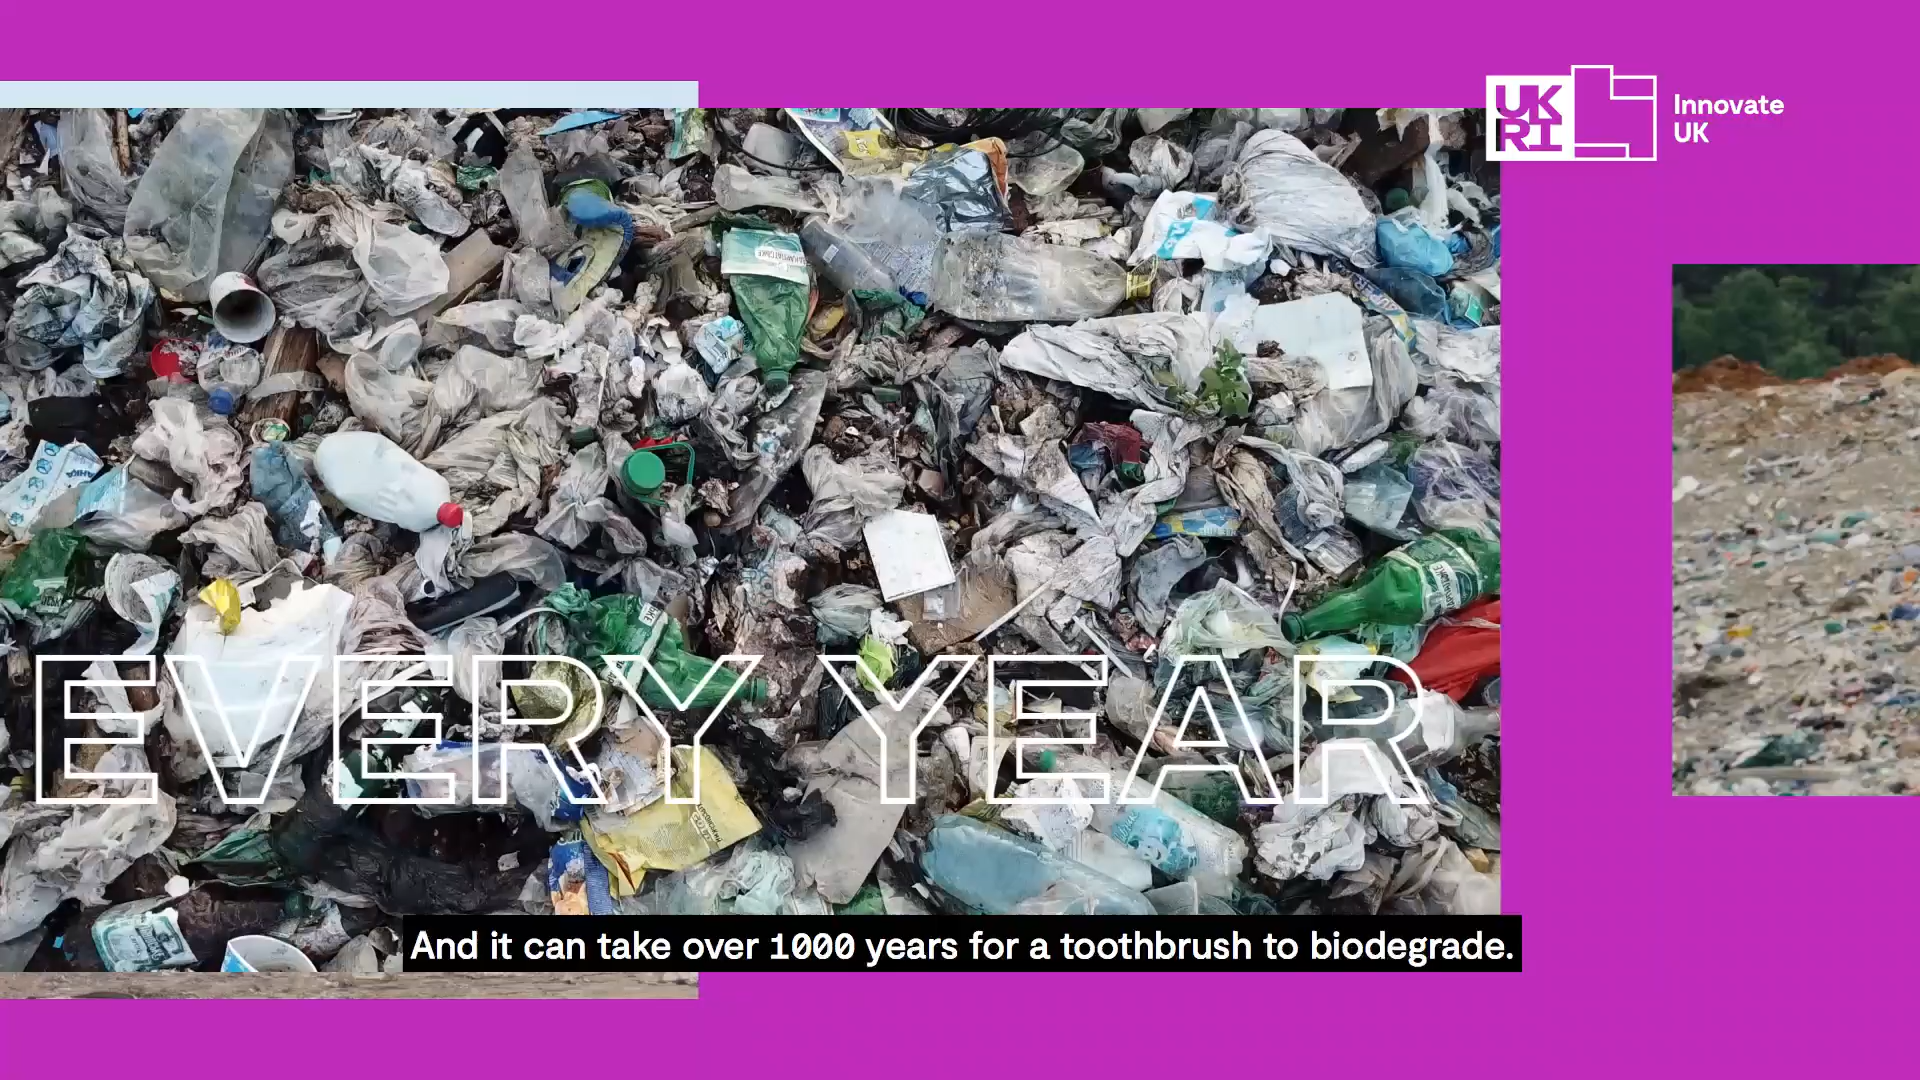 UK
RI
Innovate
UK
EVERY YEAR
And it can take over 1000 years for a toothbrush to biodegrade.